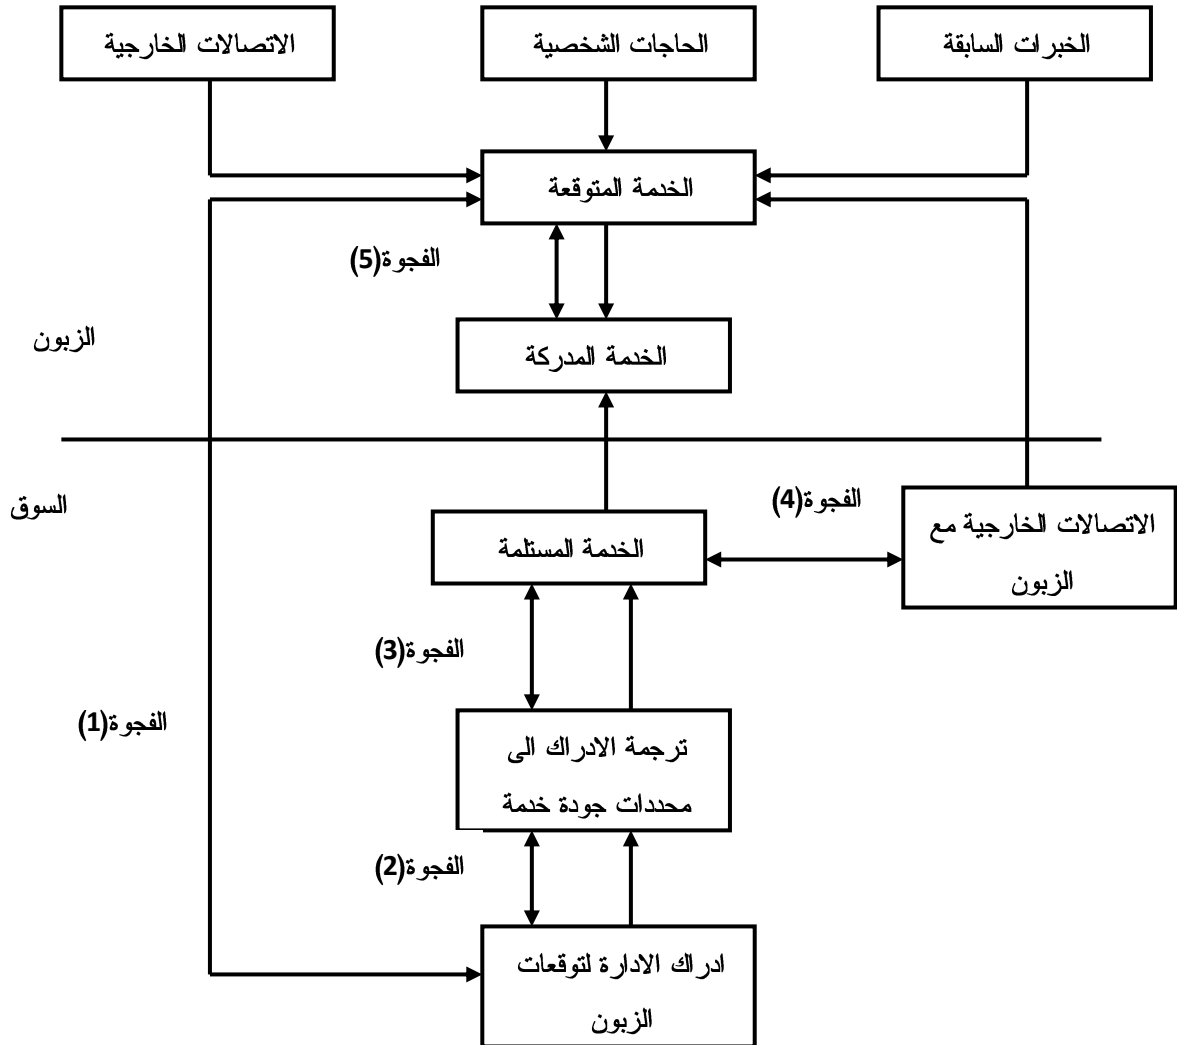 الخبرات السابقة
الحاجات الشخصية
الاتصالات الخارجية
الخدمة المتوقعة
الفجوة(5)
الزبون
الخدمة المدركة
السوق
الفجوة(4)
الاتصالات الخارجية مع
الزبون
الخدمة المستلمة
الفجوة(3)
الفجوة(1)
ترجمة الادراك الى
محددات جودة خدمة
الفجوة(2)
ادراك الادارة لتوقعات
الزبون